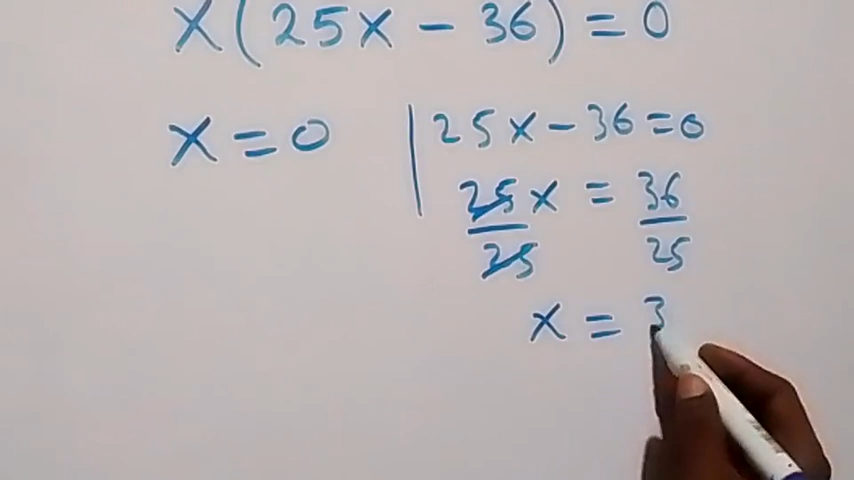 x(25x - 36) = 0
x = 0 | 25x - 36 = 0
25x/25 = 36/25
x = 3